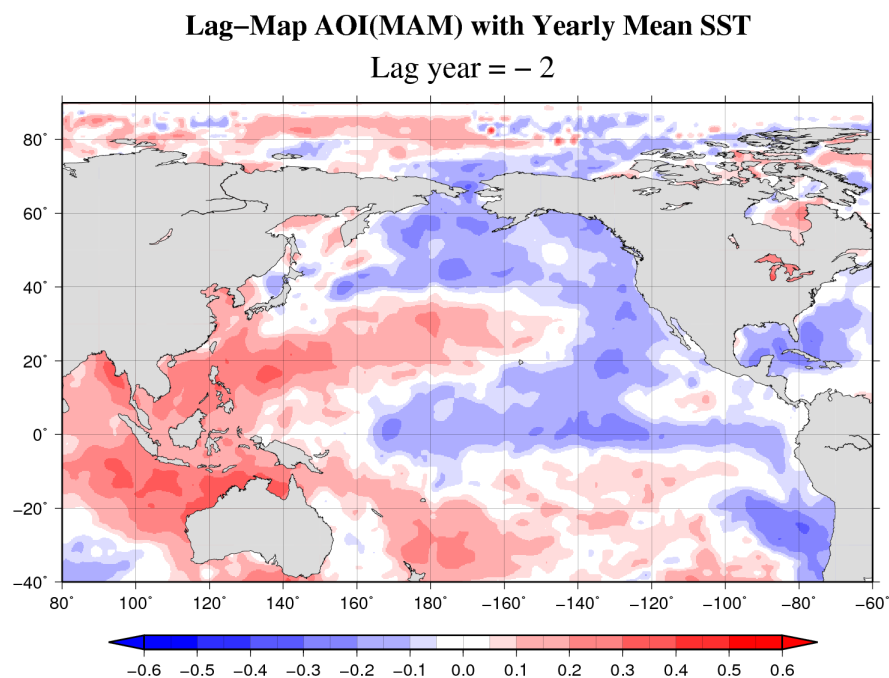 Lag−Map AOI(MAM) with Yearly Mean SST
Lag year = − 2
80˚
60˚
40˚
20˚
0˚
−20˚
−40˚
80˚ 100˚ 120˚ 140˚ 160˚ 180˚ −160˚ −140˚ −120˚ −100˚ −80˚ −60˚
−0.6 −0.5 −0.4 −0.3 −0.2 −0.1 0.0 0.1 0.2 0.3 0.4 0.5 0.6